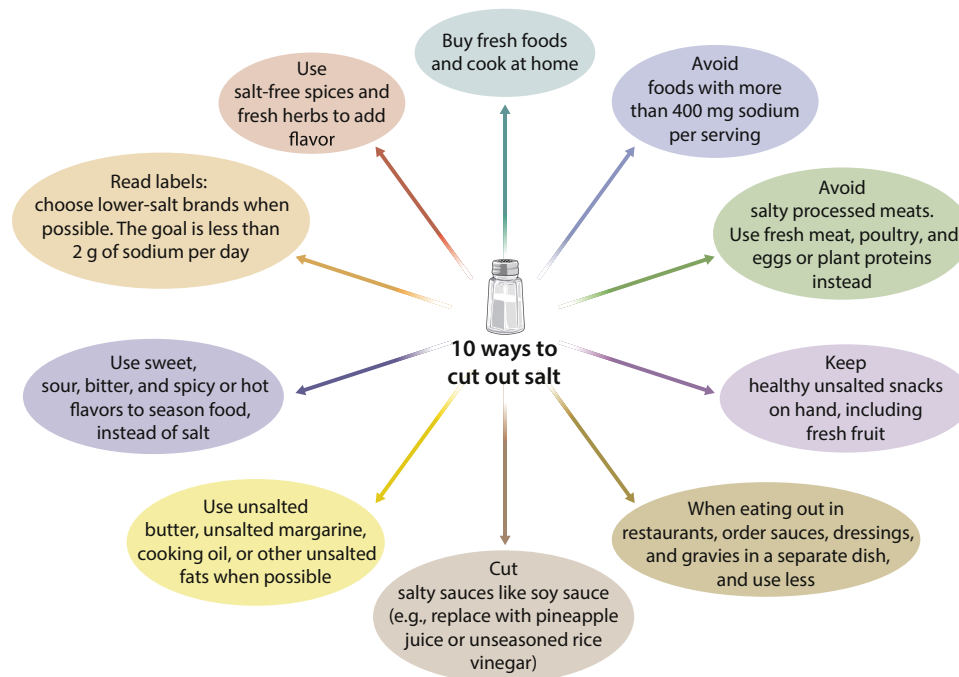 Buy fresh foods
and cook at home
Avoid
foods with more
than 400 mg sodium
per serving
Avoid
salty processed meats.
Use fresh meat, poultry, and
eggs or plant proteins
instead
Keep
healthy unsalted snacks
on hand, including
fresh fruit
When eating out in
restaurants, order sauces, dressings,
and gravies in a separate dish,
and use less
Cut
salty sauces like soy sauce
(e.g., replace with pineapple
juice or unseasoned rice
vinegar)
Use unsalted
butter, unsalted margarine,
cooking oil, or other unsalted
fats when possible
Use sweet,
sour, bitter, and spicy or hot
flavors to season food,
instead of salt
Read labels:
choose lower-salt brands when
possible. The goal is less than
2 g of sodium per day
Use
salt-free spices and
fresh herbs to add
flavor
10 ways to
cut out salt